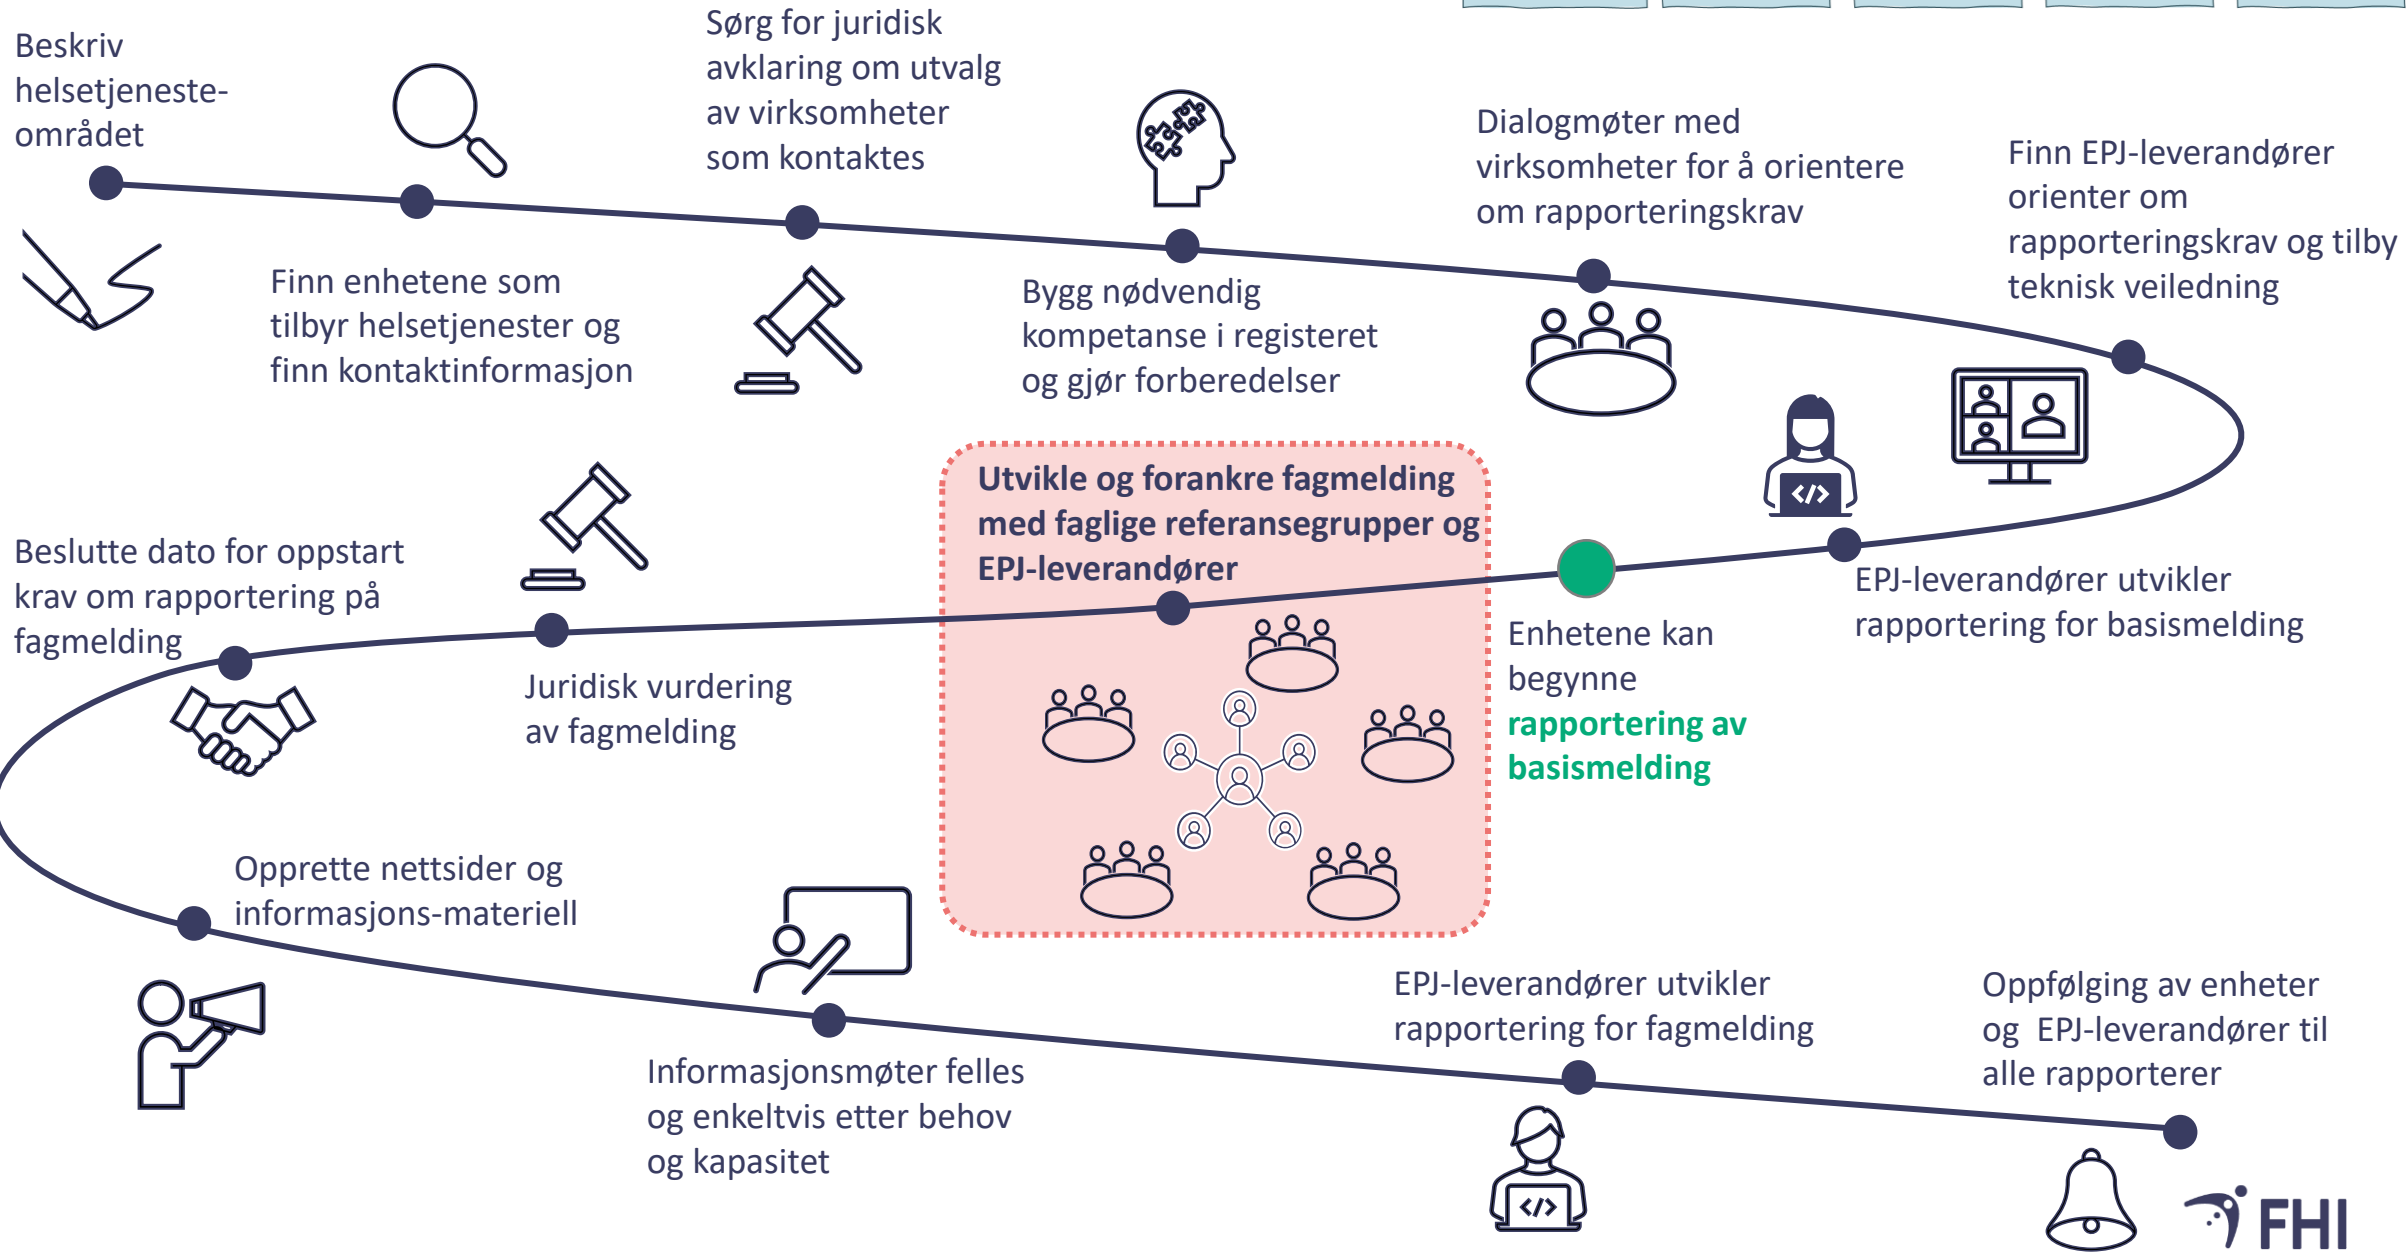 Beskriv
helsetjeneste-
området
Finn enhetene som
tilbyr helsetjenester og
finn kontaktinformasjon
Sørg for juridisk
avklaring om utvalg
av virksomheter
som kontaktes
Bygg nødvendig
kompetanse i registeret
og gjør forberedelser
Dialogmøter med
virksomheter for å orientere
om rapporteringskrav
Finn EPJ-leverandører
orienter om
rapporteringskrav og tilby
teknisk veiledning
</>
EPJ-leverandører utvikler
rapportering for basismelding
Enhetene kan
begynne
rapportering av
basismelding
Utvikle og forankre fagmelding
med faglige referansegrupper og
EPJ-leverandører
Juridisk vurdering
av fagmelding
Beslutte dato for oppstart
krav om rapportering på
fagmelding
Opprette nettsider og
informasjons-materiell
Informasjonsmøter felles
og enkeltvis etter behov
og kapasitet
EPJ-leverandører utvikler
rapportering for fagmelding
</>
Oppfølging av enheter
og  EPJ-leverandører til
alle rapporterer
FHI